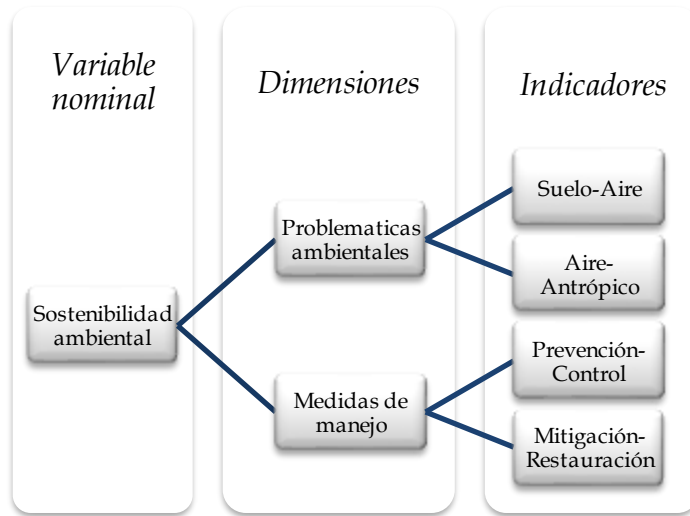 Variable
nominal
Dimensiones
Indicadores
Sostenibilidad
ambiental
Problematicas
ambientales
Medidas de
manejo
Suelo-Aire
Aire-
Antrópico
Prevención-
Control
Mitigación-
Restauración